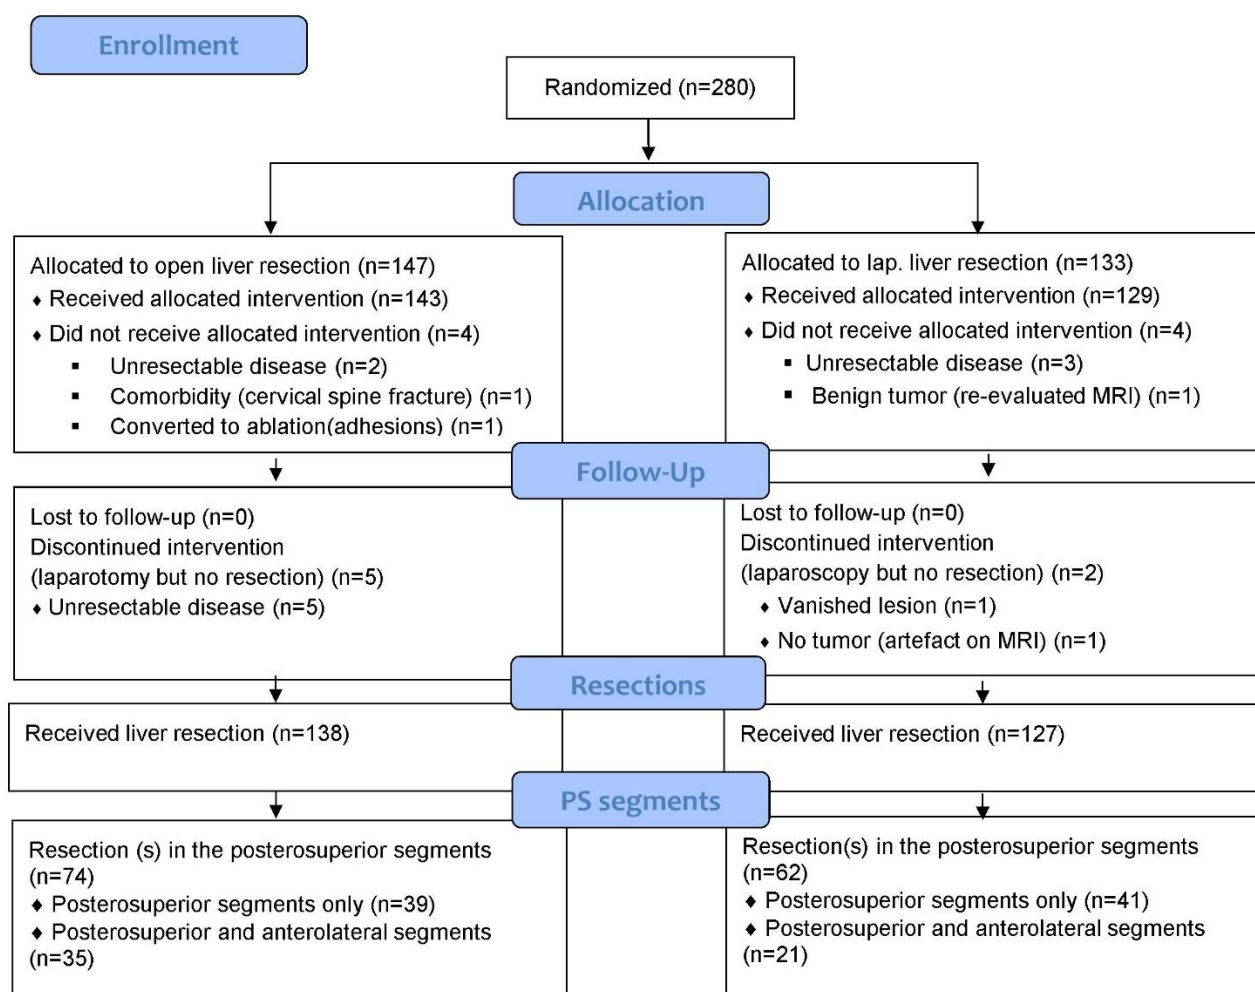 Enrollment
Randomized (n=280)
Allocation
Allocated to open liver resection (n=147)
♦ Received allocated intervention (n=143)
♦ Did not receive allocated intervention (n=4)
▪ Unresectable disease (n=2)
▪ Comorbidity (cervical spine fracture) (n=1)
▪ Converted to ablation(adhesions) (n=1)
Allocated to lap. liver resection (n=133)
♦ Received allocated intervention (n=129)
♦ Did not receive allocated intervention (n=4)
▪ Unresectable disease (n=3)
▪ Benign tumor (re-evaluated MRI) (n=1)
Follow-Up
Lost to follow-up (n=0)
Discontinued intervention
(laparotomy but no resection) (n=5)
♦ Unresectable disease (n=5)
Lost to follow-up (n=0)
Discontinued intervention
(laparoscopy but no resection) (n=2)
♦ Vanished lesion (n=1)
♦ No tumor (artefact on MRI) (n=1)
Resections
Received liver resection (n=138)
Received liver resection (n=127)
PS segments
Resection (s) in the posterosuperior segments
(n=74)
♦ Posterosuperior segments only (n=39)
♦ Posterosuperior and anterolateral segments
(n=35)
Resection(s) in the posterosuperior segments
(n=62)
♦ Posterosuperior segments only (n=41)
♦ Posterosuperior and anterolateral segments
(n=21)